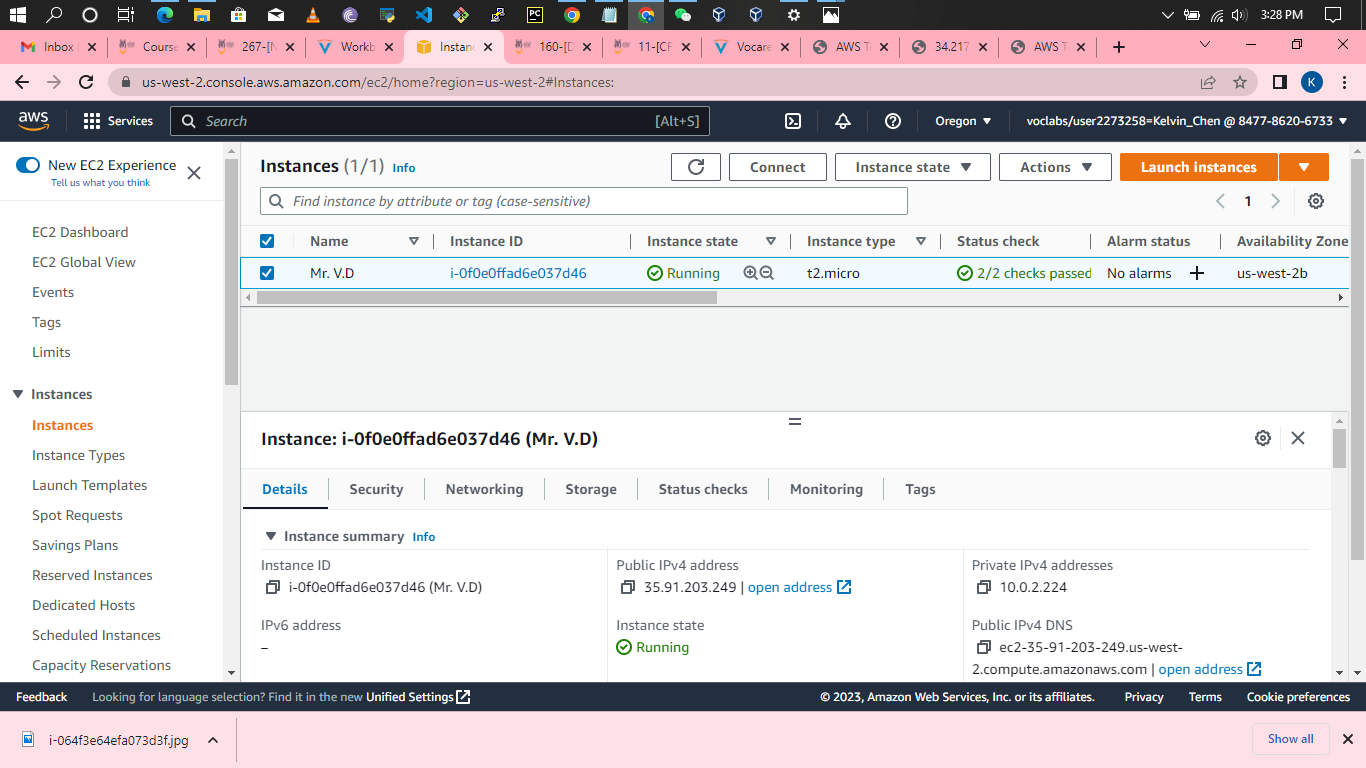 3:28 PM
Inbox (
Course
267-[N
Workb
Instanc
160-[D
11-[CF
Vocare
AWS T
34.217
AWS T
us-west-2.console.aws.amazon.com/ec2/home?region=us-west-2#Instances:
K
aws Services Search [Alt+S] Oregon voclabs/user2273258=Kelvin_Chen @ 8477-8620-6733
New EC2 Experience
Tell us what you think
EC2 Dashboard
EC2 Global View
Events
Tags
Limits
Instances
Instances
Instance Types
Launch Templates
Spot Requests
Savings Plans
Reserved Instances
Dedicated Hosts
Scheduled Instances
Capacity Reservations
Instances (1/1) Info
Connect Instance state Actions Launch instances
Find instance by attribute or tag (case-sensitive)
1
Name Instance ID Instance state Instance type Status check Alarm status Availability Zone
Mr. V.D i-0f0e0ffad6e037d46 Running t2.micro 2/2 checks passed No alarms us-west-2b
Instance: i-0f0e0ffad6e037d46 (Mr. V.D)
Details Security Networking Storage Status checks Monitoring Tags
Instance summary Info
Instance ID
i-0f0e0ffad6e037d46 (Mr. V.D)
Public IPv4 address
35.91.203.249 | open address
Private IPv4 addresses
10.0.2.224
IPv6 address
–
Instance state
Running
Public IPv4 DNS
ec2-35-91-203-249.us-west-
2.compute.amazonaws.com | open address
Feedback Looking for language selection? Find it in the new Unified Settings © 2023, Amazon Web Services, Inc. or its affiliates. Privacy Terms Cookie preferences
i-064f3e64efa073d3f.jpg
Show all